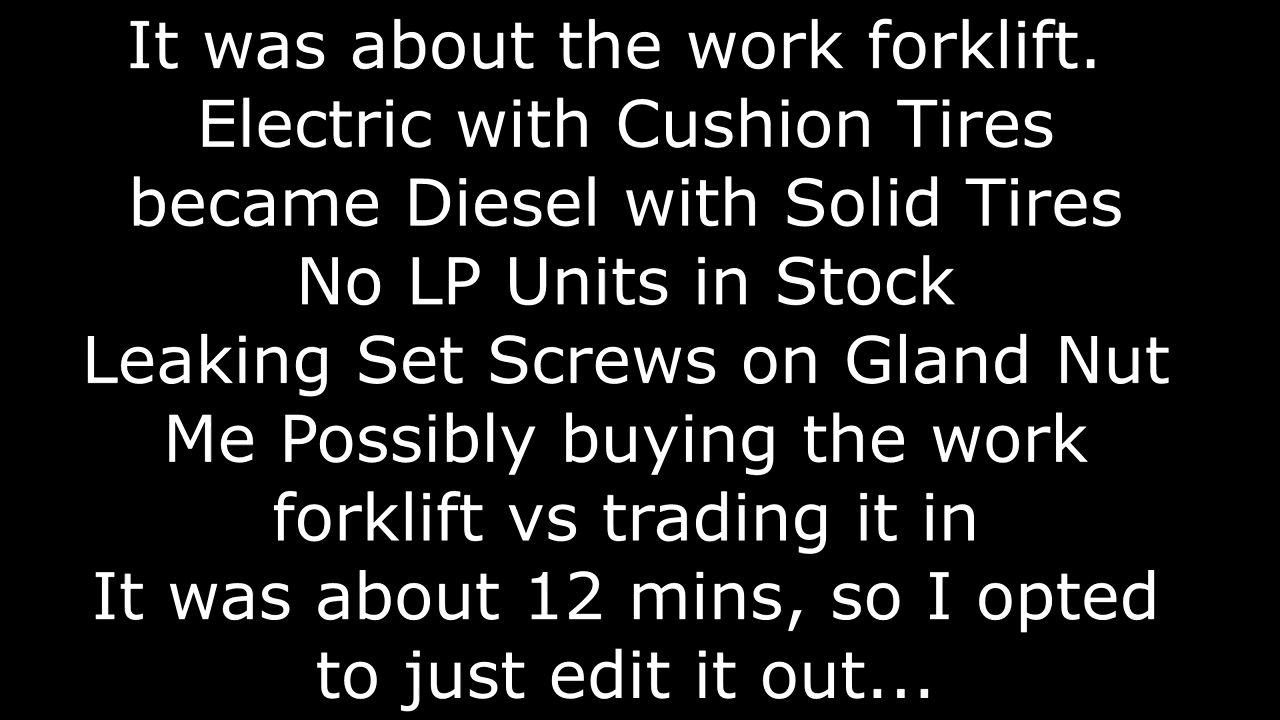 It was about the work forklift.
Electric with Cushion Tires
became Diesel with Solid Tires
No LP Units in Stock
Leaking Set Screws on Gland Nut
Me Possibly buying the work
forklift vs trading it in
It was about 12 mins, so I opted
to just edit it out...